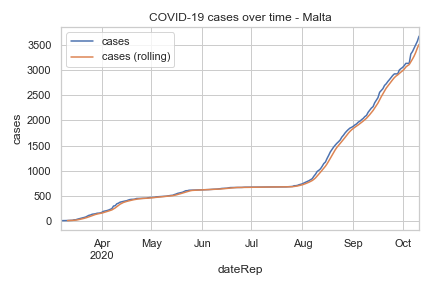 COVID-19 cases over time - Malta
cases
cases (rolling)
3500
3000
2500
2000
1500
1000
500
0
cases
Apr
2020
May
Jun
Jul
Aug
Sep
Oct
dateRep